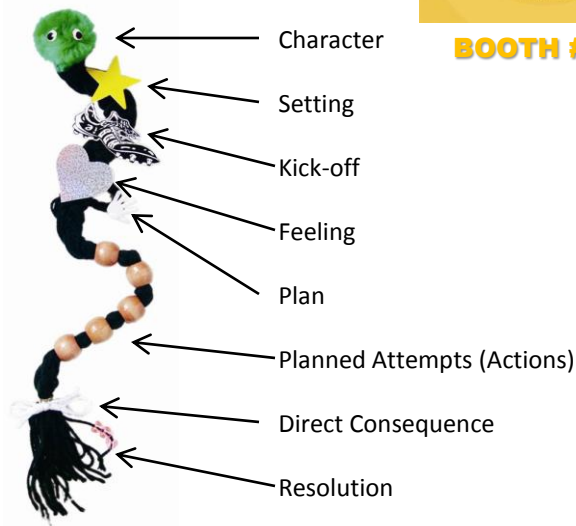 Character
BOOTH #
Setting
Kick-off
Feeling
Plan
Planned Attempts (Actions)
Direct Consequence
Resolution